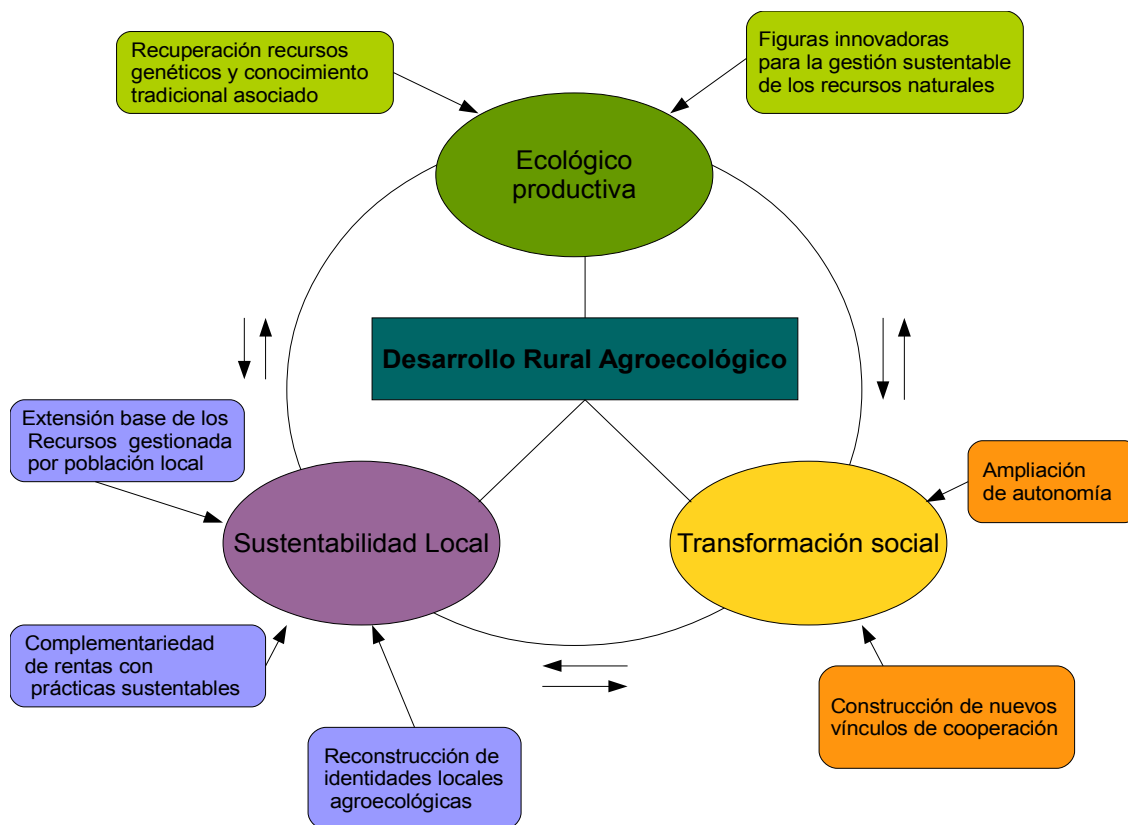 Recuperación recursos
genéticos y conocimiento
tradicional asociado
Figuras innovadoras
para la gestión sustentable
de los recursos naturales
Ecológico
productiva
Desarrollo Rural Agroecológico
Extensión base de los
Recursos gestionada
por población local
Ampliación
de autonomía
Sustentabilidad Local
Transformación social
Complementariedad
de rentas con
prácticas sustentables
Construcción de nuevos
vínculos de cooperación
Reconstrucción de
identidades locales
agroecológicas